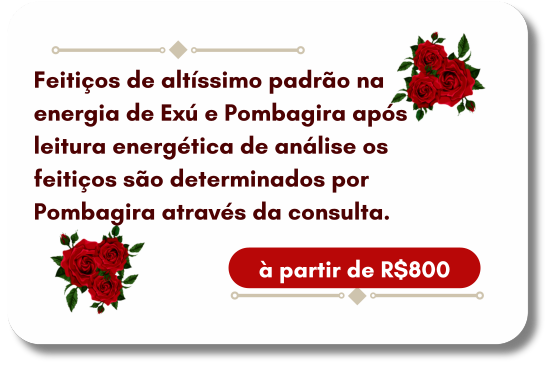 Feitiços de altíssimo padrão na
energia de Exú e Pombagira após
leitura energética de análise os
feitiços são determinados por
Pombagira através da consulta.
à partir de R$800